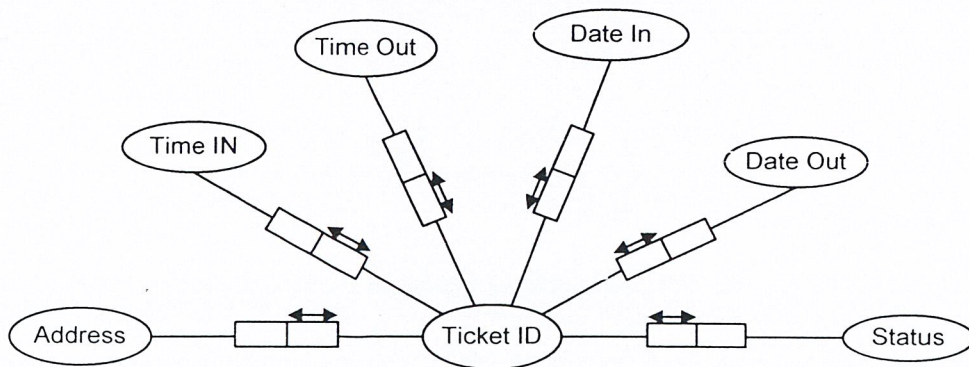 Time Out
Date In
Time IN
Date Out
Address
Ticket ID
Status